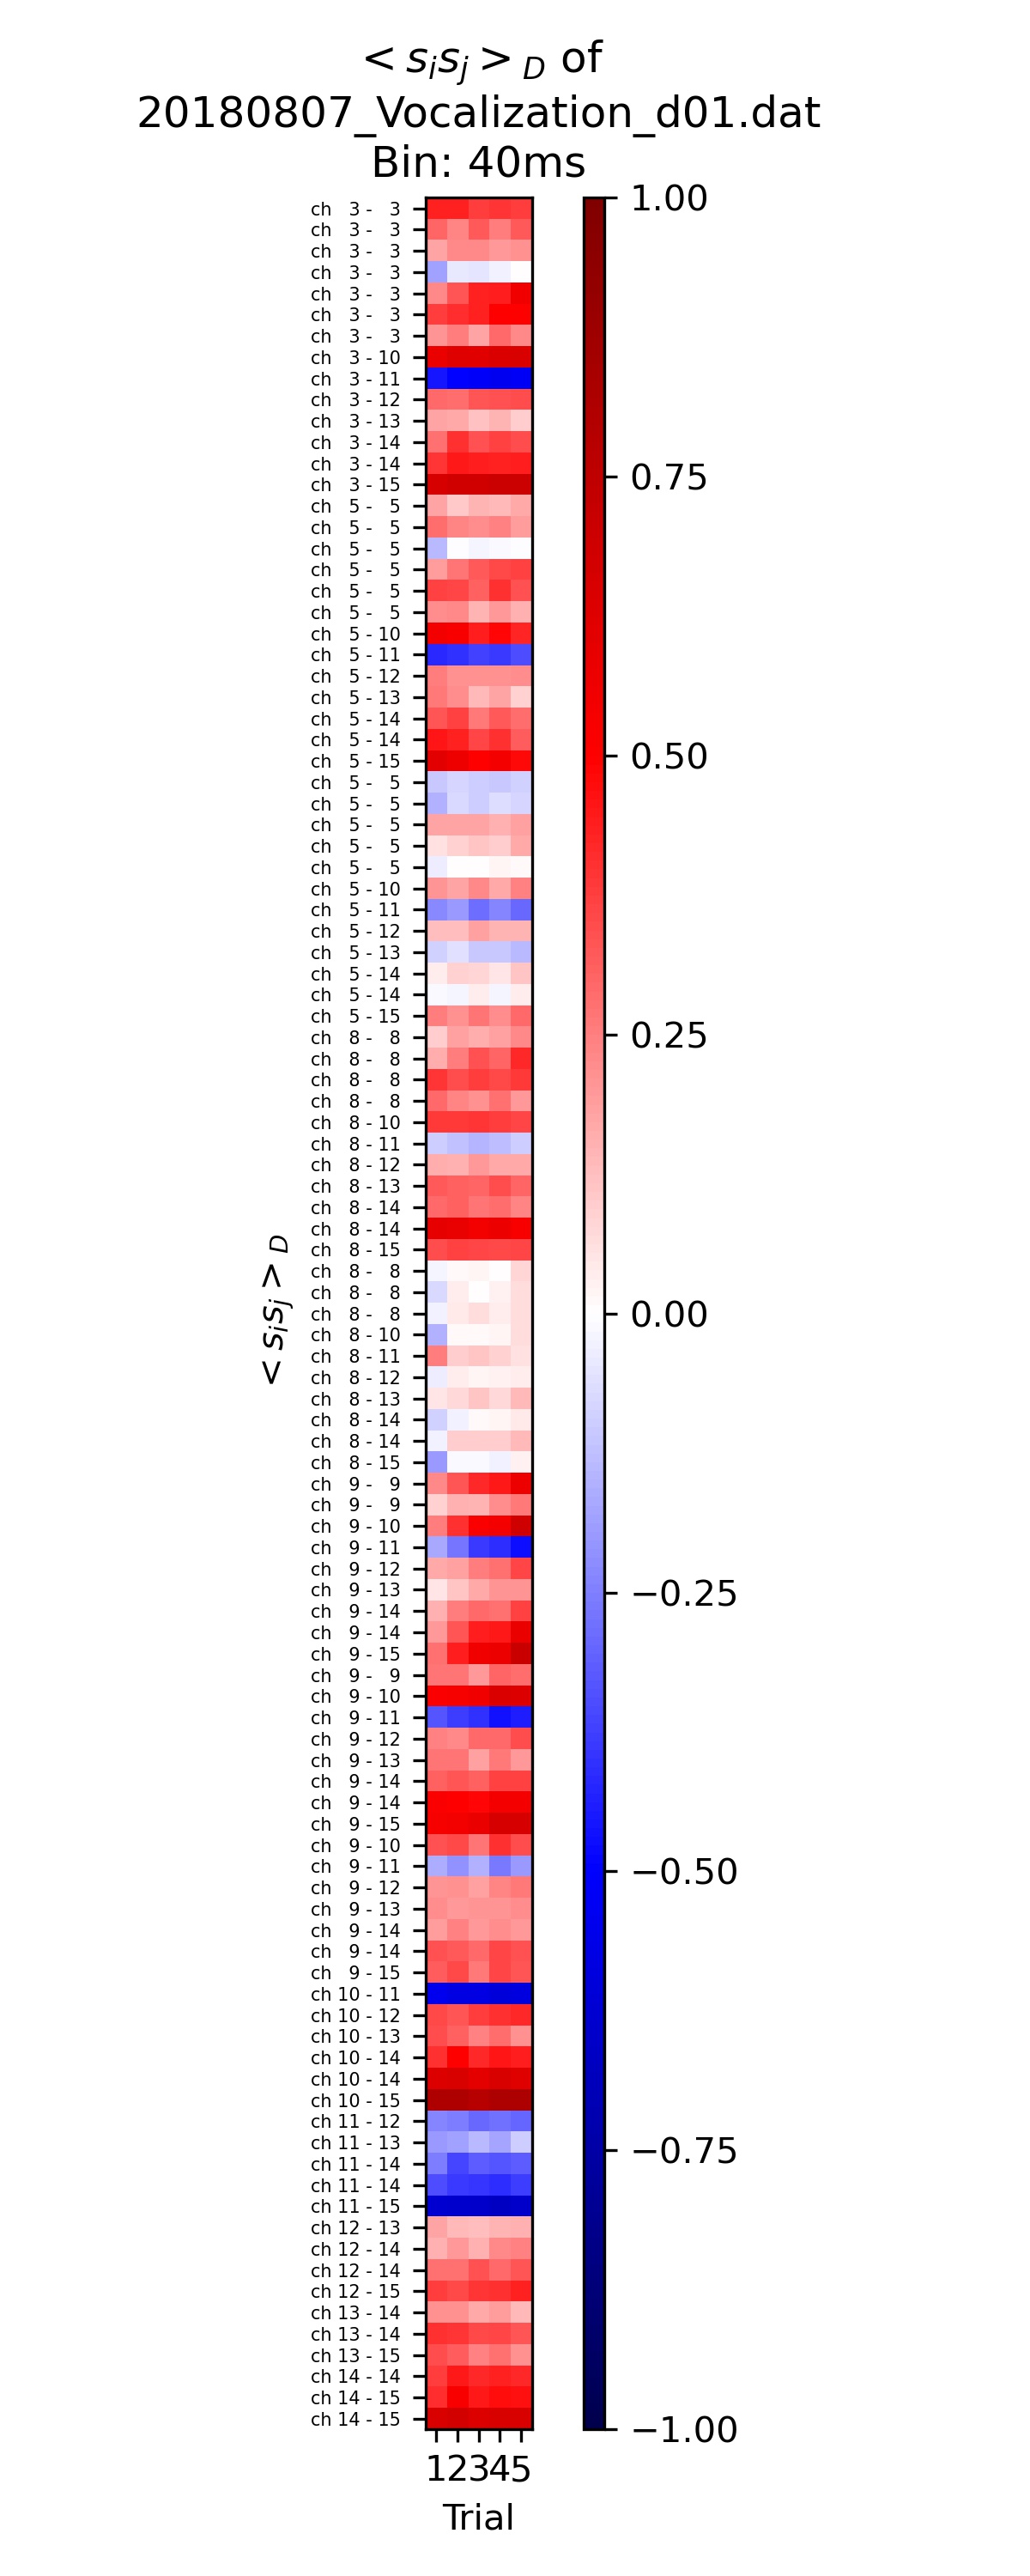 < s_i s_j >_D of
20180807_Vocalization_d01.dat
Bin: 40ms
< s_i s_j >_D
ch 3 - 3
ch 3 - 3
ch 3 - 3
ch 3 - 3
ch 3 - 3
ch 3 - 3
ch 3 - 3
ch 3 - 10
ch 3 - 11
ch 3 - 12
ch 3 - 13
ch 3 - 14
ch 3 - 14
ch 3 - 15
ch 5 - 5
ch 5 - 5
ch 5 - 5
ch 5 - 5
ch 5 - 5
ch 5 - 5
ch 5 - 10
ch 5 - 11
ch 5 - 12
ch 5 - 13
ch 5 - 14
ch 5 - 14
ch 5 - 15
ch 5 - 5
ch 5 - 5
ch 5 - 5
ch 5 - 5
ch 5 - 5
ch 5 - 10
ch 5 - 11
ch 5 - 12
ch 5 - 13
ch 5 - 14
ch 5 - 14
ch 5 - 15
ch 8 - 8
ch 8 - 8
ch 8 - 8
ch 8 - 8
ch 8 - 10
ch 8 - 11
ch 8 - 12
ch 8 - 13
ch 8 - 14
ch 8 - 14
ch 8 - 15
ch 8 - 8
ch 8 - 8
ch 8 - 8
ch 8 - 10
ch 8 - 11
ch 8 - 12
ch 8 - 13
ch 8 - 14
ch 8 - 14
ch 8 - 15
ch 9 - 9
ch 9 - 9
ch 9 - 10
ch 9 - 11
ch 9 - 12
ch 9 - 13
ch 9 - 14
ch 9 - 14
ch 9 - 15
ch 9 - 9
ch 9 - 10
ch 9 - 11
ch 9 - 12
ch 9 - 13
ch 9 - 14
ch 9 - 14
ch 9 - 15
ch 9 - 10
ch 9 - 11
ch 9 - 12
ch 9 - 13
ch 9 - 14
ch 9 - 14
ch 9 - 15
ch 10 - 11
ch 10 - 12
ch 10 - 13
ch 10 - 14
ch 10 - 14
ch 10 - 15
ch 11 - 12
ch 11 - 13
ch 11 - 14
ch 11 - 14
ch 11 - 15
ch 12 - 13
ch 12 - 14
ch 12 - 14
ch 12 - 15
ch 13 - 14
ch 13 - 14
ch 13 - 15
ch 14 - 14
ch 14 - 15
ch 14 - 15
1 2 3 4 5
Trial
1.00
0.75
0.50
0.25
0.00
−0.25
−0.50
−0.75
−1.00